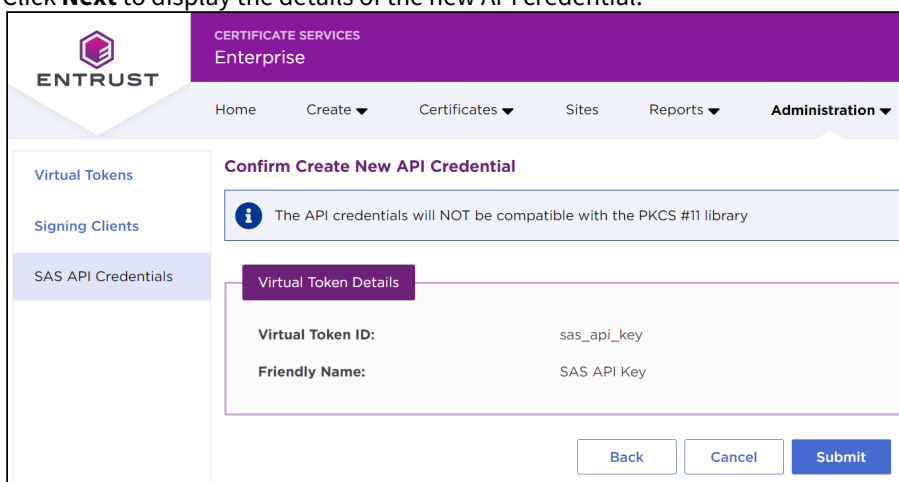 Click Next to display the details of the new API credential.
ENTRUST
CERTIFICATE SERVICES
Enterprise
Home Create Certificates Sites Reports Administration
Virtual Tokens
Signing Clients
SAS API Credentials
Confirm Create New API Credential
The API credentials will NOT be compatible with the PKCS #11 library
Virtual Token Details
Virtual Token ID: sas_api_key
Friendly Name: SAS API Key
Back Cancel Submit